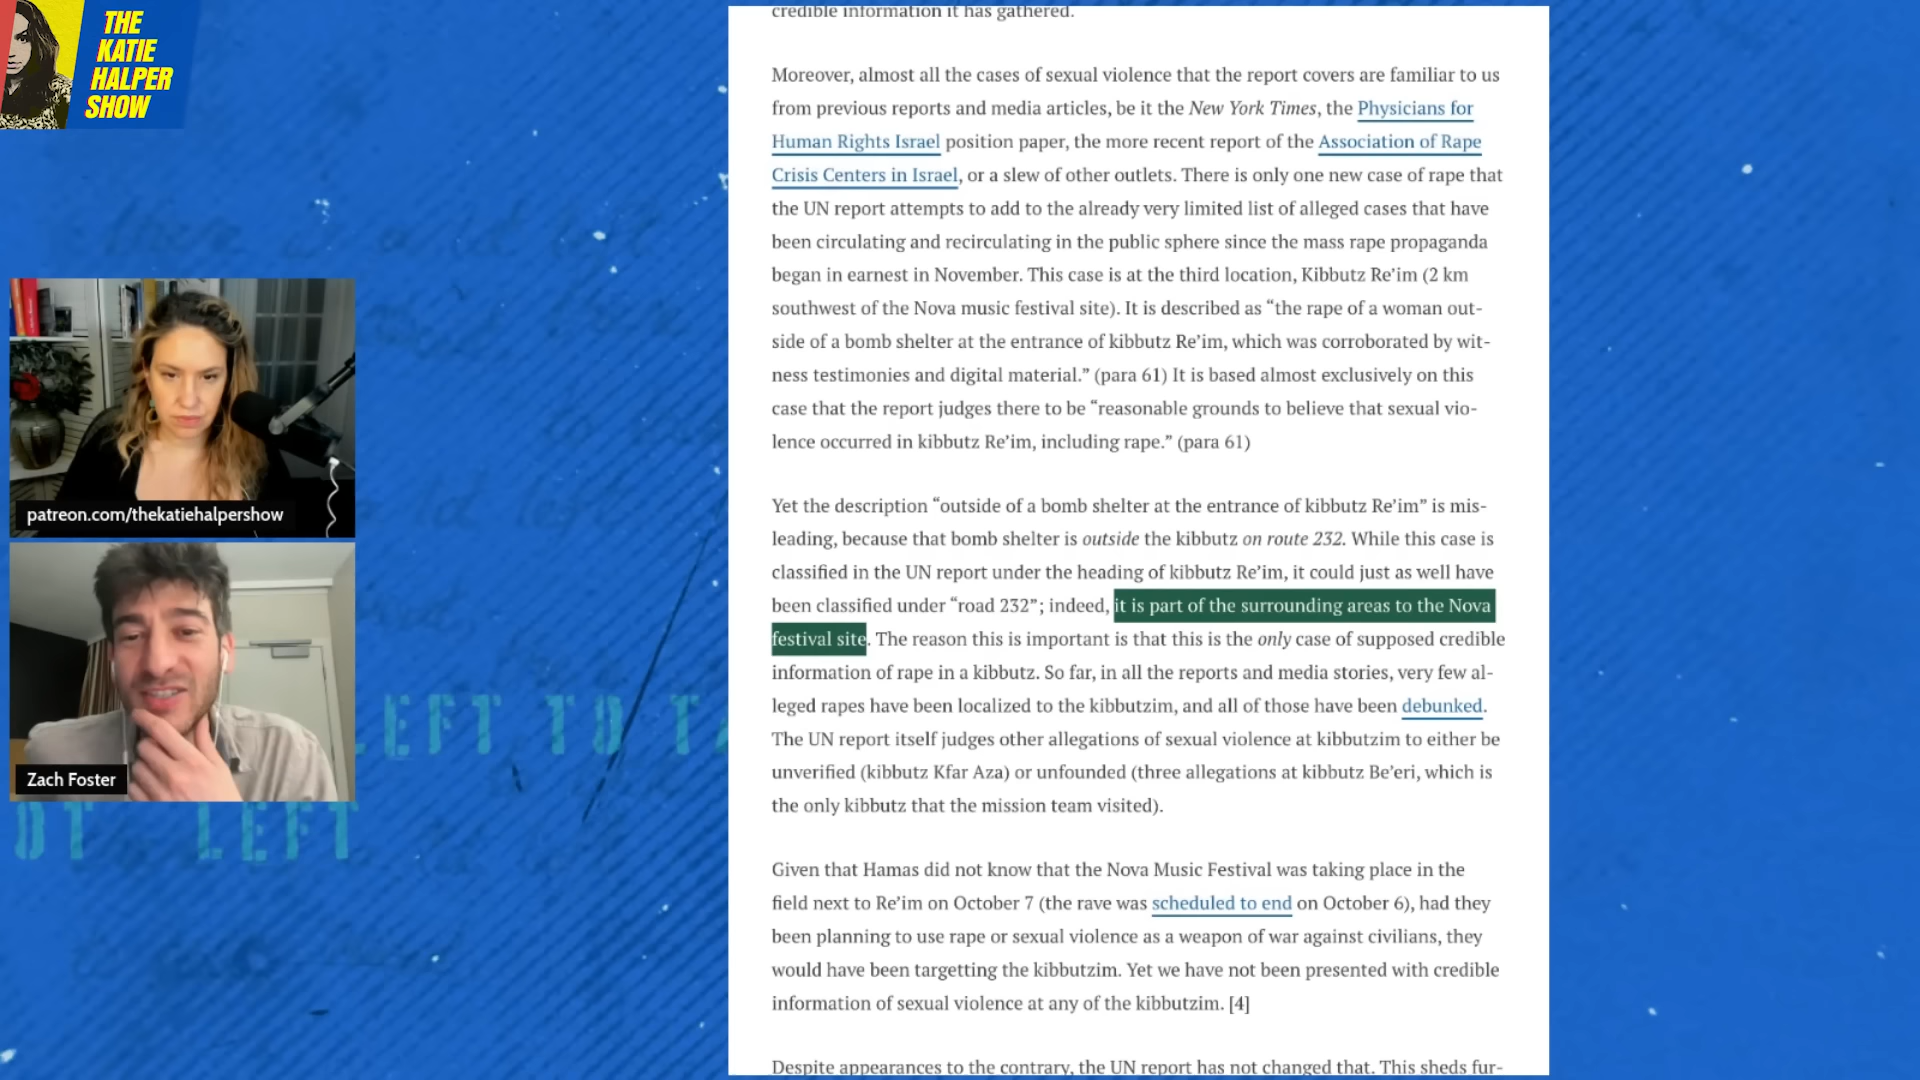 THE
KATIE
HALPER
SHOW
patreon.com/thekatiehalpershow
Zach Foster
credible information it has gathered.
Moreover, almost all the cases of sexual violence that the report covers are familiar to us
from previous reports and media articles, be it the New York Times, the Physicians for
Human Rights Israel position paper, the more recent report of the Association of Rape
Crisis Centers in Israel, or a slew of other outlets. There is only one new case of rape that
the UN report attempts to add to the already very limited list of alleged cases that have
been circulating and recirculating in the public sphere since the mass rape propaganda
began in earnest in November. This case is at the third location, Kibbutz Re’im (2 km
southwest of the Nova music festival site). It is described as “the rape of a woman out-
side of a bomb shelter at the entrance of kibbutz Re’im, which was corroborated by wit-
ness testimonies and digital material.” (para 61) It is based almost exclusively on this
case that the report judges there to be “reasonable grounds to believe that sexual vio-
lence occurred in kibbutz Re’im, including rape.” (para 61)
Yet the description “outside of a bomb shelter at the entrance of kibbutz Re’im” is mis-
leading, because that bomb shelter is outside the kibbutz on route 232. While this case is
classified in the UN report under the heading of kibbutz Re’im, it could just as well have
been classified under “road 232”; indeed, it is part of the surrounding areas to the Nova
festival site. The reason this is important is that this is the only case of supposed credible
information of rape in a kibbutz. So far, in all the reports and media stories, very few al-
leged rapes have been localized to the kibbutzim, and all of those have been debunked.
The UN report itself judges other allegations of sexual violence at kibbutzim to either be
unverified (kibbutz Kfar Aza) or unfounded (three allegations at kibbutz Be’eri, which is
the only kibbutz that the mission team visited).
Given that Hamas did not know that the Nova Music Festival was taking place in the
field next to Re’im on October 7 (the rave was scheduled to end on October 6), had they
been planning to use rape or sexual violence as a weapon of war against civilians, they
would have been targetting the kibbutzim. Yet we have not been presented with credible
information of sexual violence at any of the kibbutzim. [4]
Despite appearances to the contrary, the UN report has not changed that. This sheds fur-
LEFT TO
LEFT